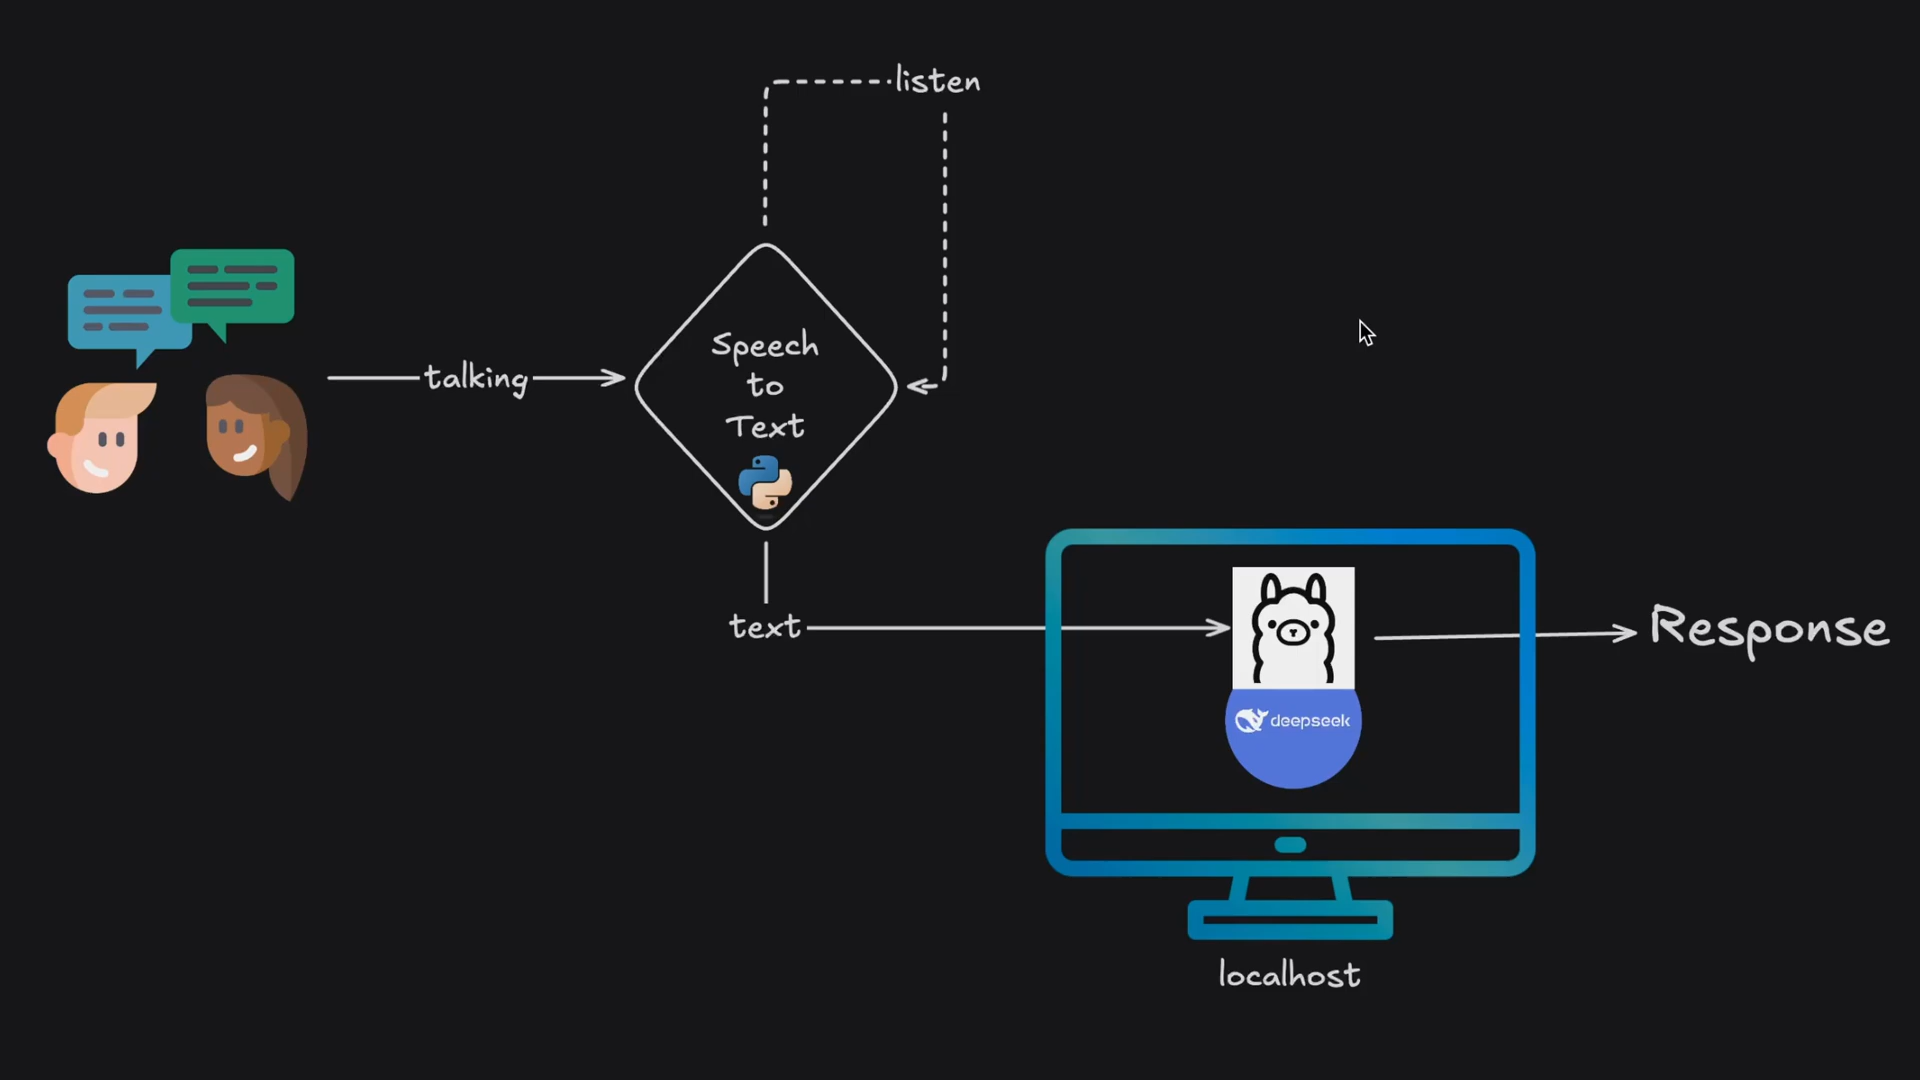 listen
talking
Speech
to
Text
text
deepseek
Response
localhost